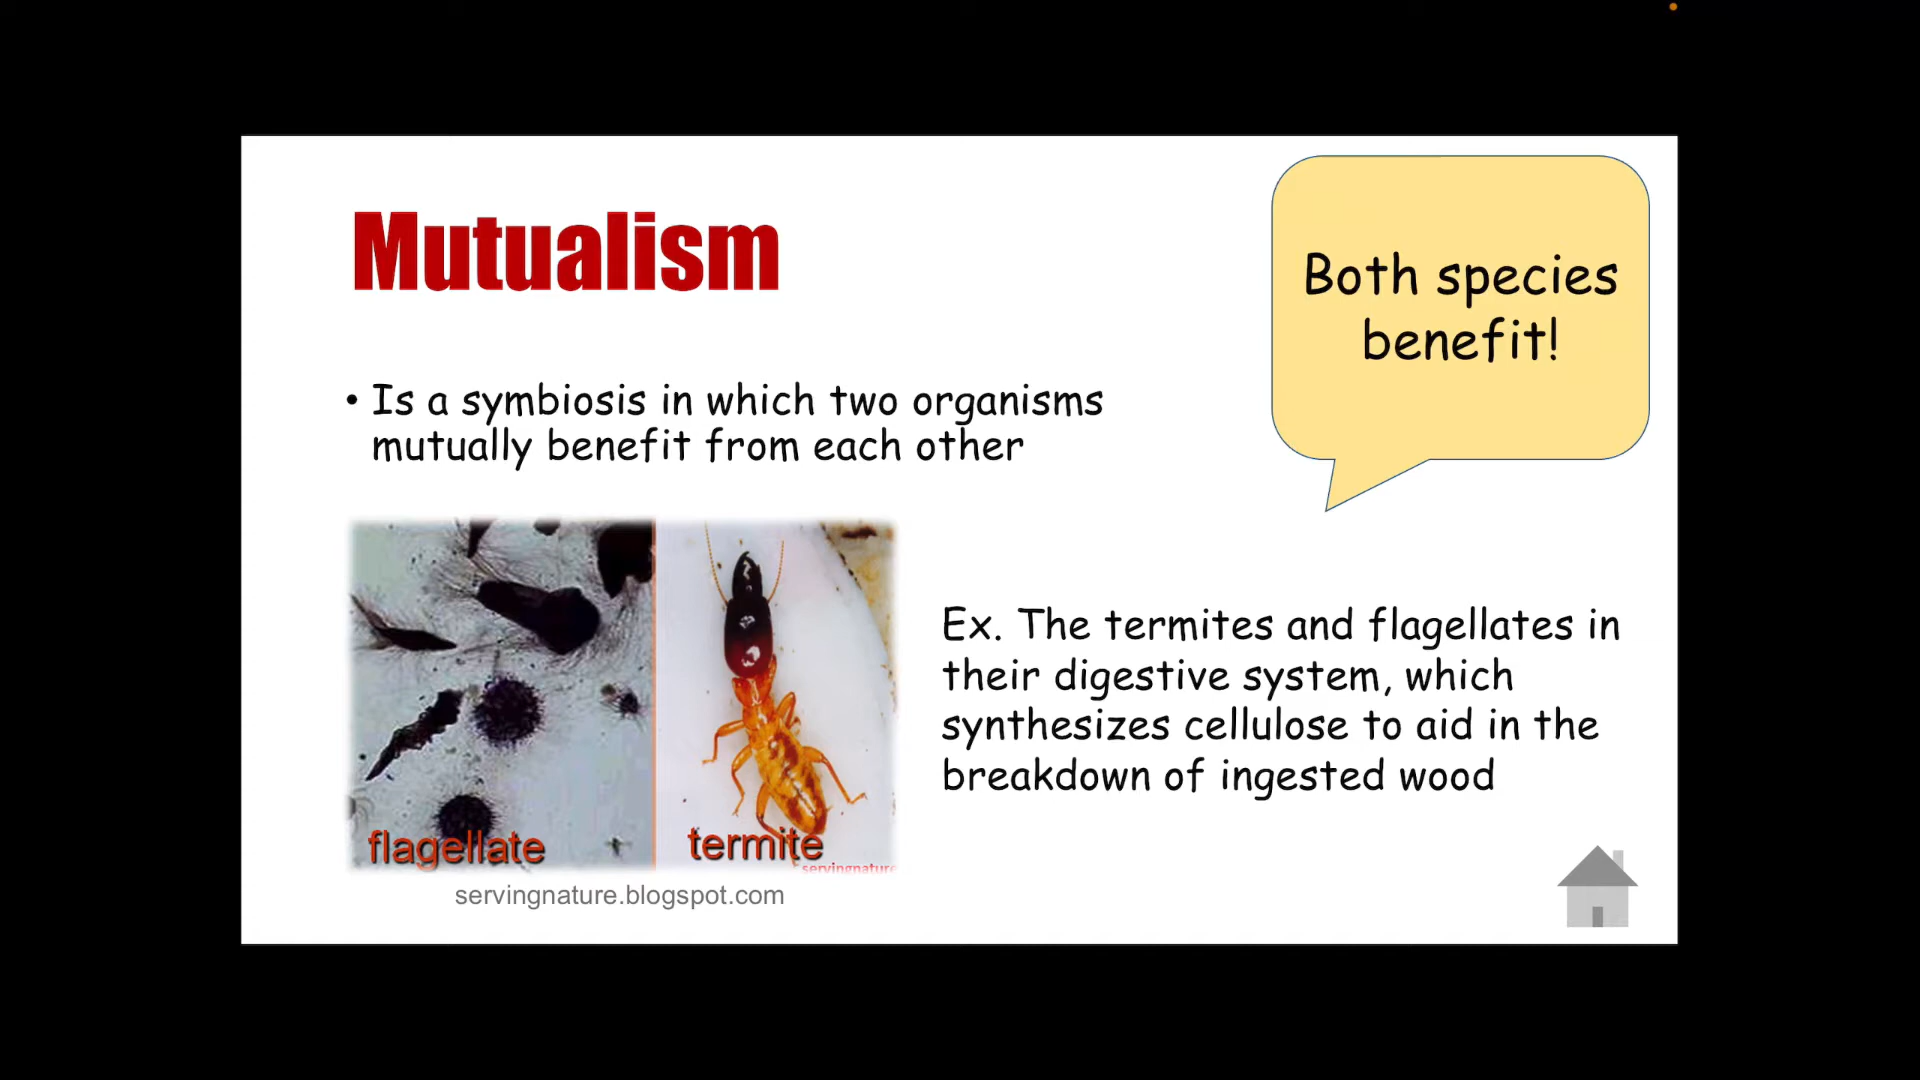 Mutualism
Both species
benefit!
• Is a symbiosis in which two organisms
mutually benefit from each other
Ex. The termites and flagellates in
their digestive system, which
synthesizes cellulose to aid in the
breakdown of ingested wood
flagellate
termite
servingnature
servingnature.blogspot.com